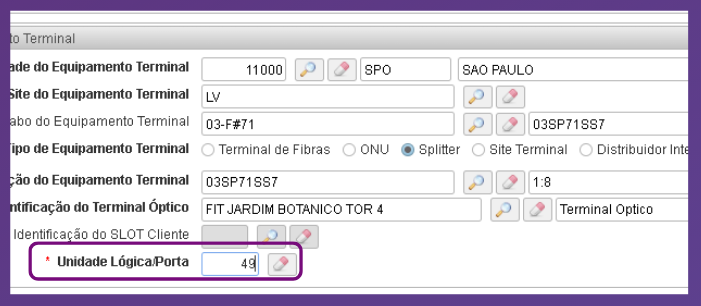 to Terminal
ade do Equipamento Terminal 11000 SPO SAO PAULO
Site do Equipamento Terminal LV
abo do Equipamento Terminal 03-F#71 03SP71SS7
Tipo de Equipamento Terminal Terminal de Fibras ONU Splitter Site Terminal Distribuidor Inte
ção do Equipamento Terminal 03SP71SS7 1:8
ntificação do Terminal Óptico FIT JARDIM BOTANICO TOR 4 Terminal Optico
Identificação do SLOT Cliente
* Unidade Lógica/Porta 49